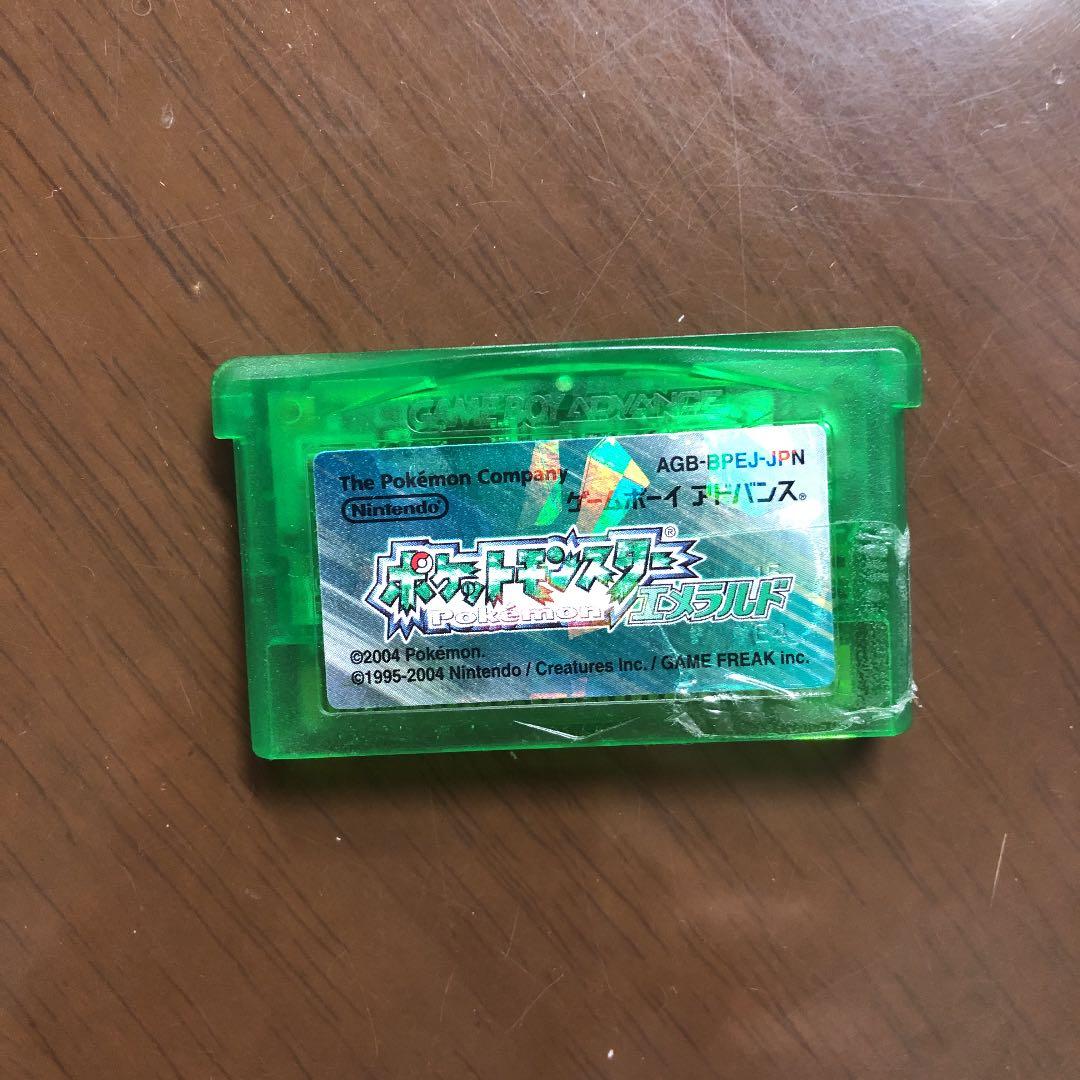 GAME BOY ADVANCE
The Pokémon Company
AGB-BPEJ-JPN
Nintendo®
ゲームボーイ アドバンス®
ポケットモンスター®
Pokémon
エメラルド
©2004 Pokémon.
©1995-2004 Nintendo / Creatures Inc. / GAME FREAK inc.